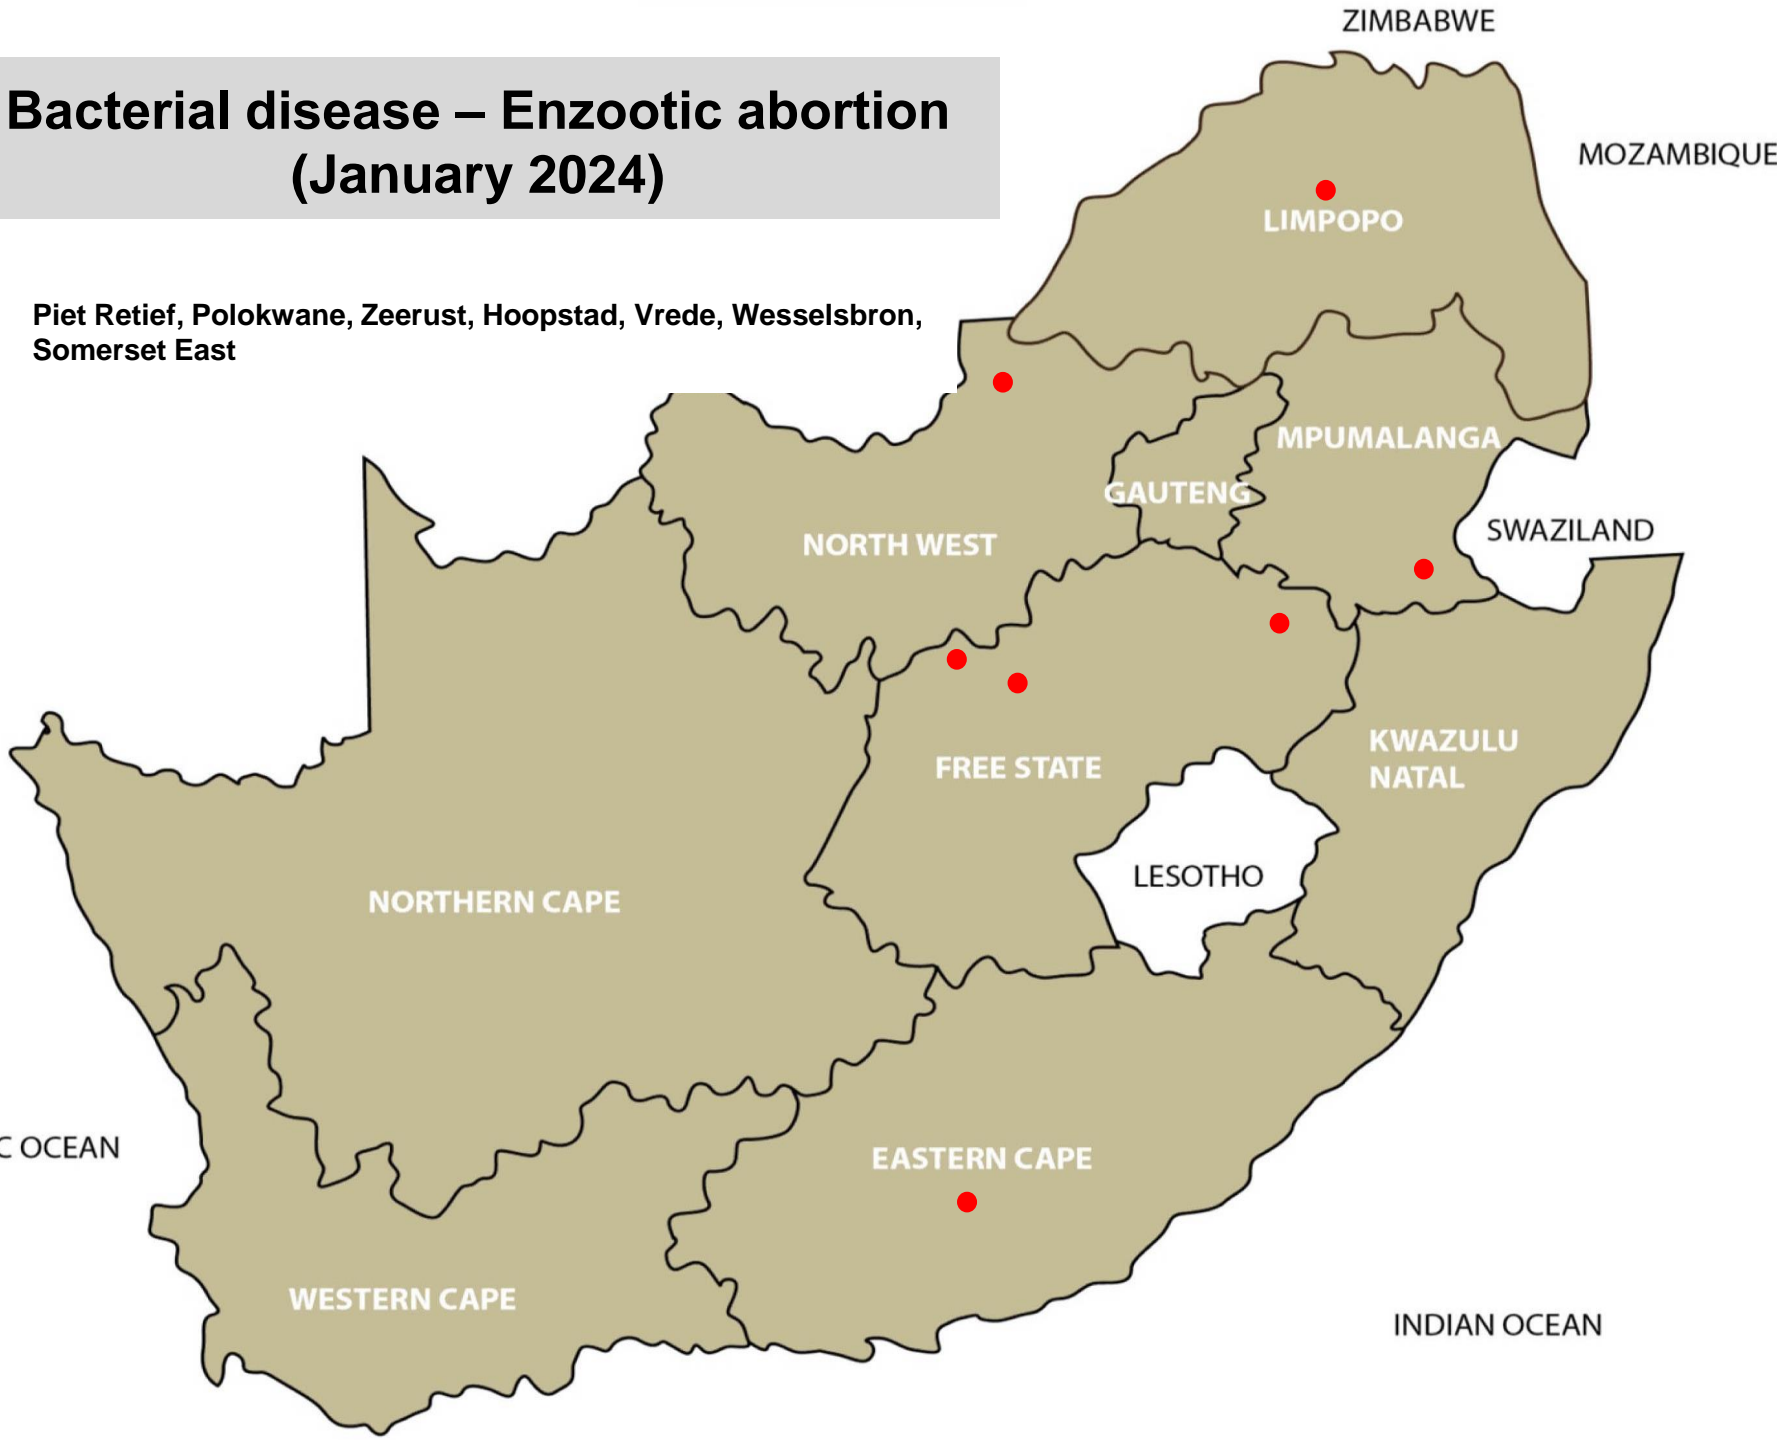 ZIMBABWE
Bacterial disease – Enzootic abortion
(January 2024)
MOZAMBIQUE
LIMPOPO
Piet Retief, Polokwane, Zeerust, Hoopstad, Vrede, Wesselsbron,
Somerset East
MPUMALANGA
GAUTENG
SWAZILAND
NORTH WEST
KWAZULU
NATAL
FREE STATE
LESOTHO
NORTHERN CAPE
C OCEAN
EASTERN CAPE
WESTERN CAPE
INDIAN OCEAN